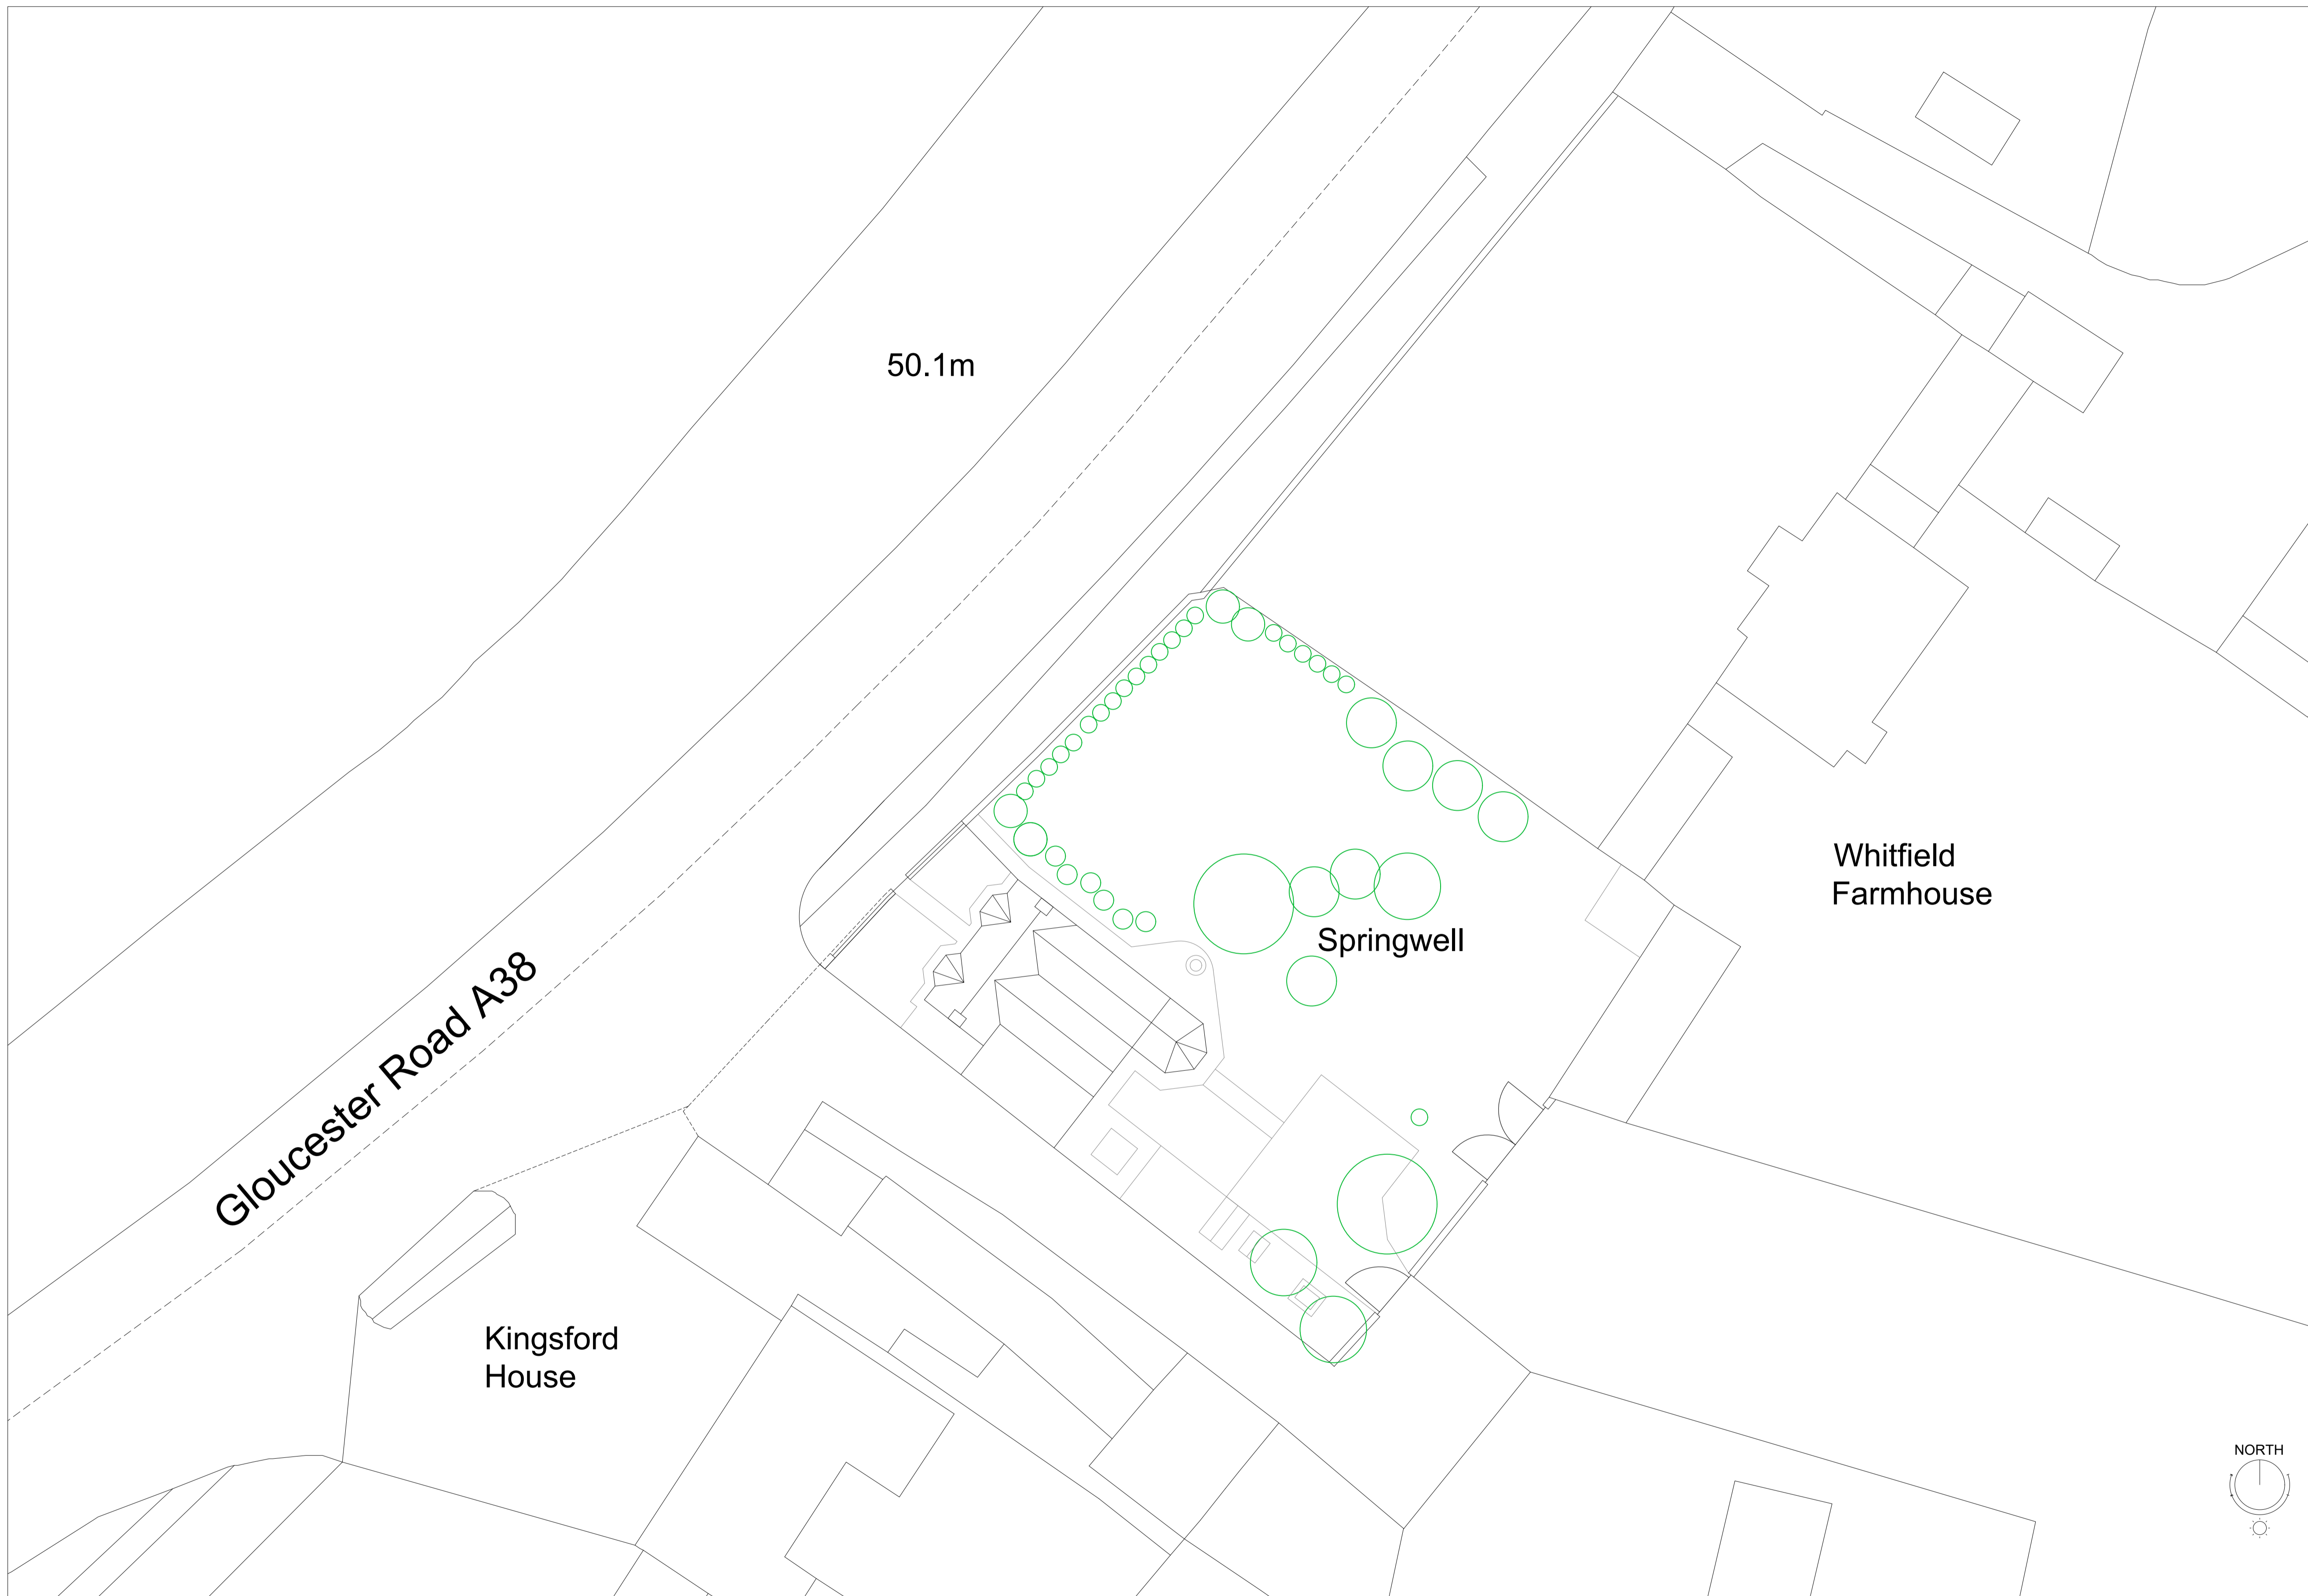 50.1m
Whitfield
Farmhouse
Springwell
Gloucester Road A38
Kingsford
House
NORTH